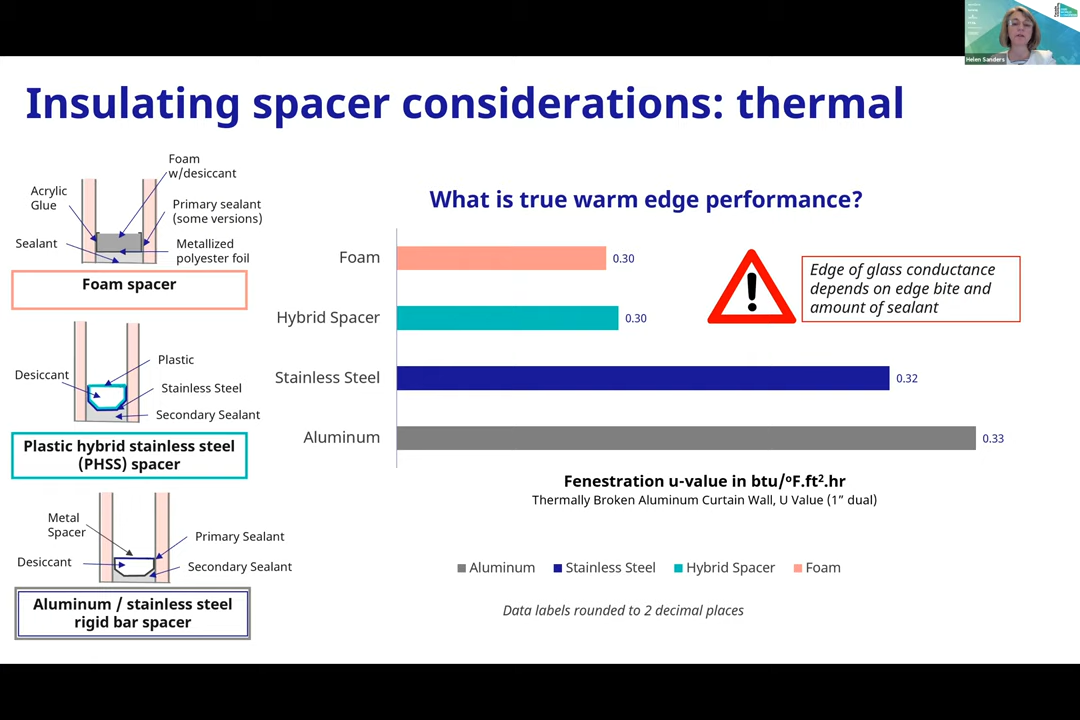 Helen Sanders
Insulating spacer considerations: thermal
Foam
w/desiccant
Acrylic
Glue
Primary sealant
(some versions)
Sealant
Metallized
polyester foil
Foam spacer
Plastic
Desiccant
Stainless Steel
Secondary Sealant
Plastic hybrid stainless steel
(PHSS) spacer
Metal
Spacer
Primary Sealant
Desiccant
Secondary Sealant
Aluminum / stainless steel
rigid bar spacer
What is true warm edge performance?
Foam
0.30
Hybrid Spacer
0.30
Stainless Steel
0.32
Aluminum
0.33
Edge of glass conductance
depends on edge bite and
amount of sealant
Fenestration u-value in btu/ºF.ft².hr
Thermally Broken Aluminum Curtain Wall, U Value (1” dual)
Aluminum
Stainless Steel
Hybrid Spacer
Foam
Data labels rounded to 2 decimal places